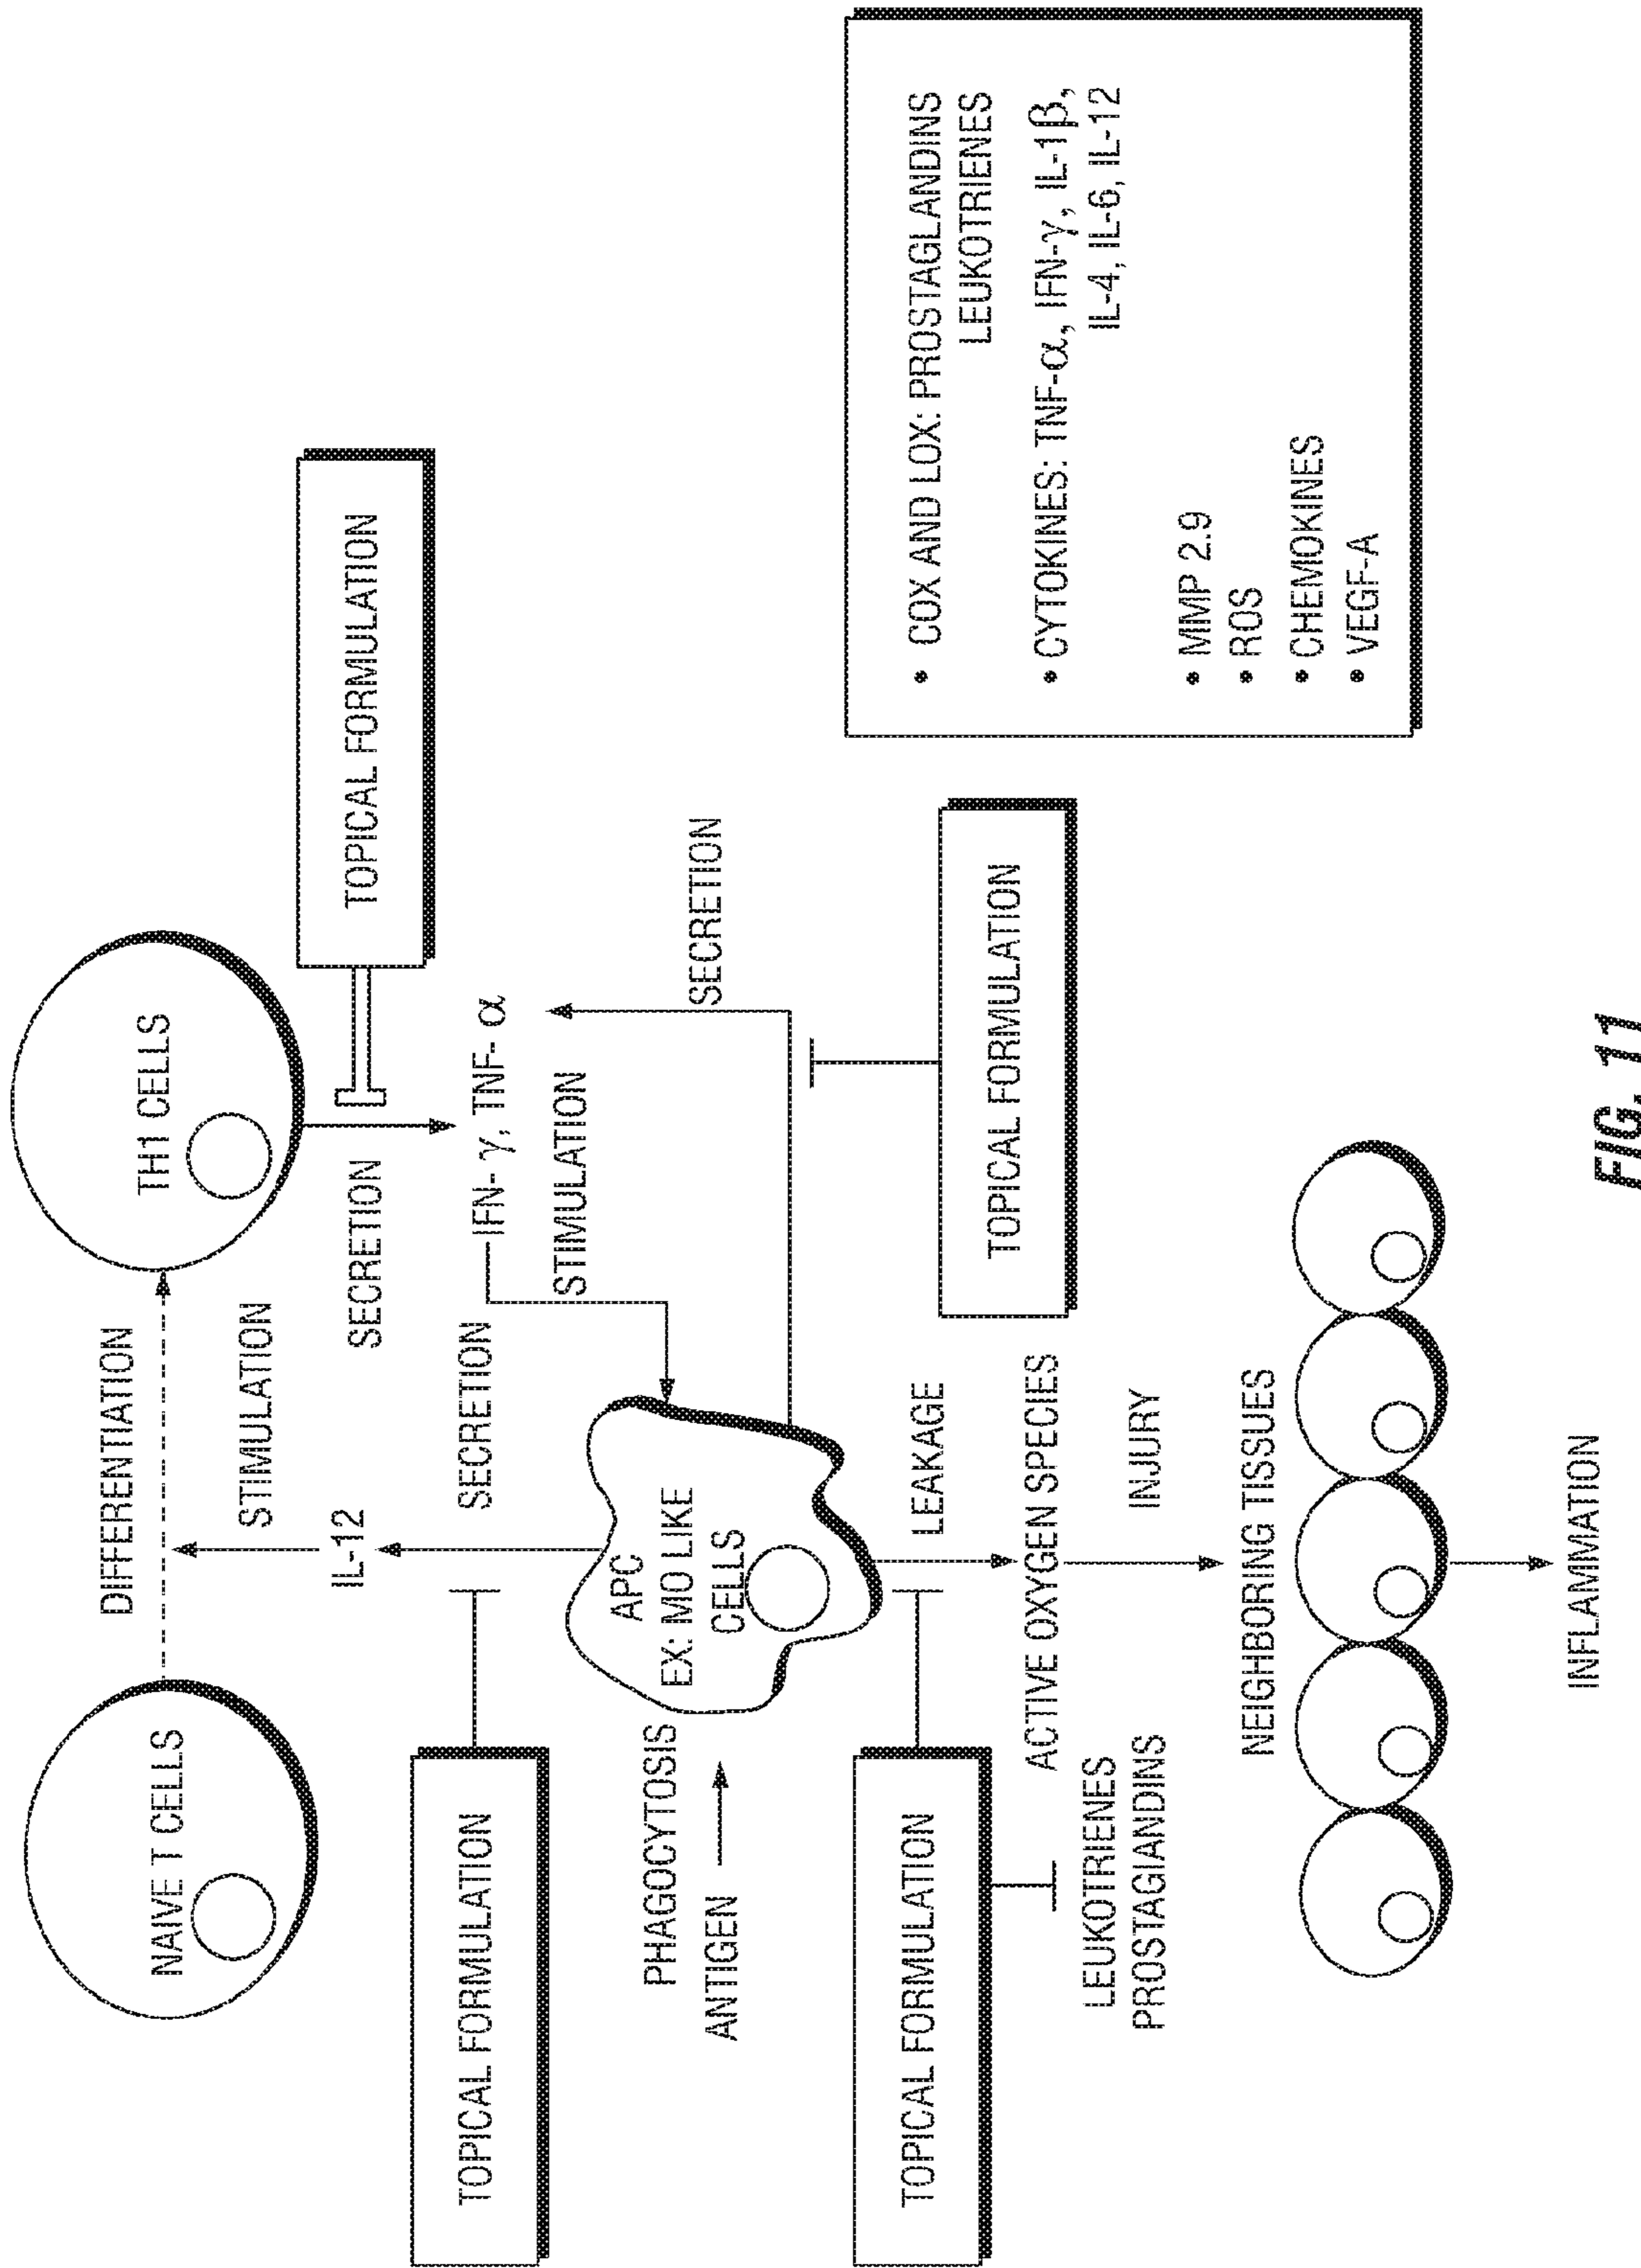 NAIVE T CELLS
DIFFERENTIATION
TH1 CELLS
STIMULATION
IL-12
SECRETION
TOPICAL FORMULATION
TOPICAL FORMULATION
SECRETION
IFN- γ, TNF- α
STIMULATION
PHAGOCYTOSIS
ANTIGEN
APC
EX: MO LIKE
CELLS
SECRETION
TOPICAL FORMULATION
LEAKAGE
TOPICAL FORMULATION
ACTIVE OXYGEN SPECIES
LEUKOTRIENES
PROSTAGIANDINS
INJURY
NEIGHBORING TISSUES
INFLAMMATION
• COX AND LOX: PROSTAGLANDINS
LEUKOTRIENES
• CYTOKINES: TNF-α, IFN-γ, IL-1β,
IL-4, IL-6, IL-12
• MMP 2.9
• ROS
• CHEMOKINES
• VEGF-A
FIG. 11